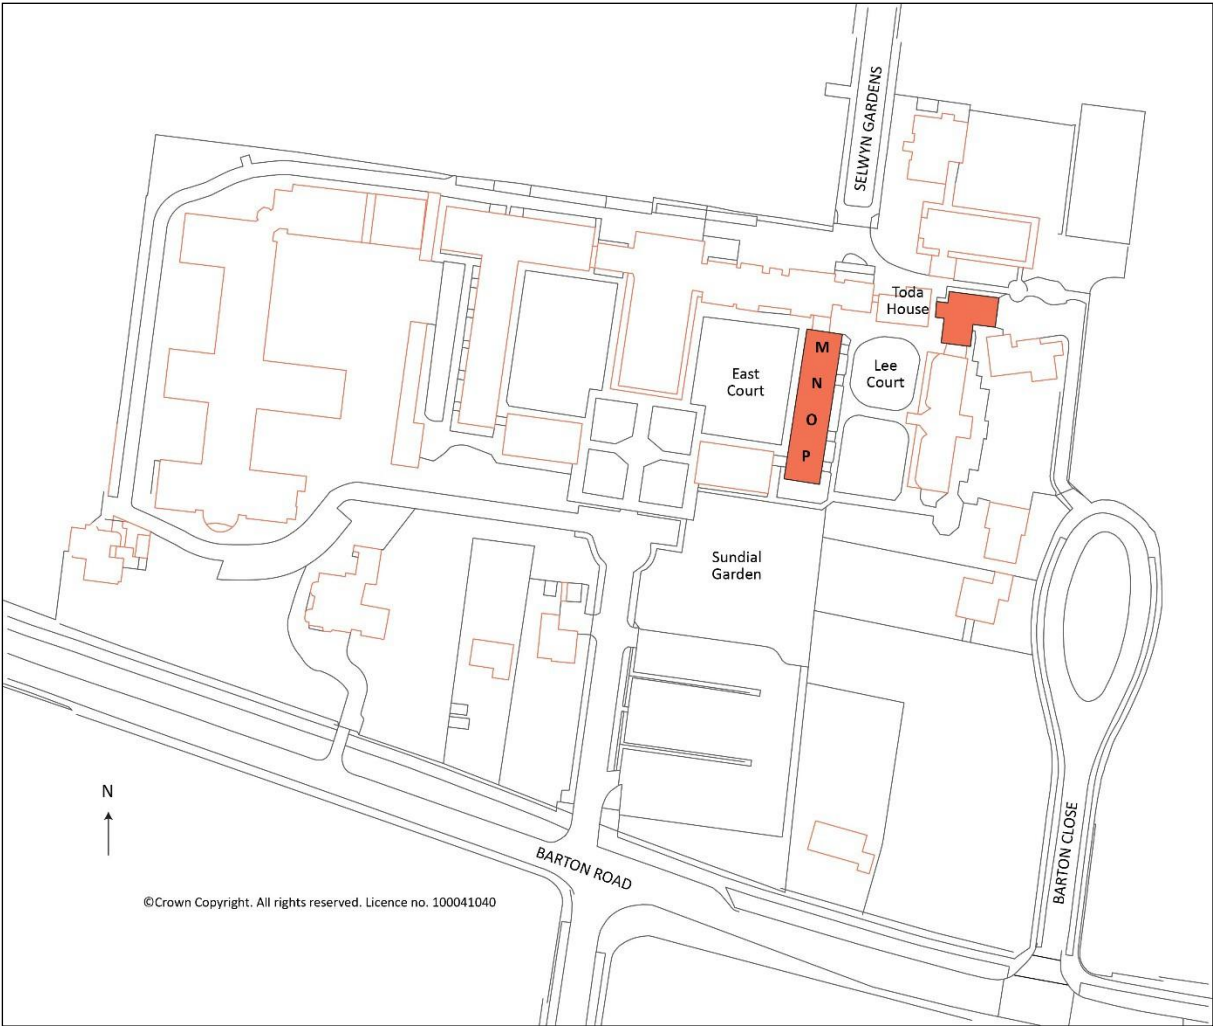 SELWYN GARDENS
Toda
House
M
N
O
P
East
Court
Lee
Court
Sundial
Garden
N
BARTON ROAD
BARTON CLOSE
©Crown Copyright. All rights reserved. Licence no. 100041040